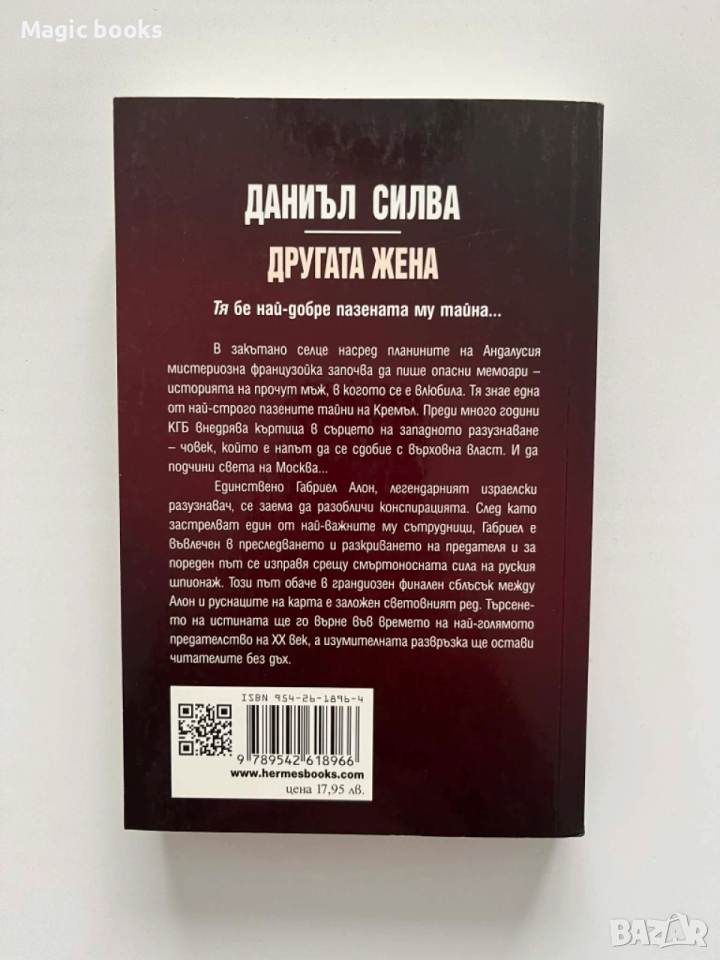 Magic books
ДАНИЪЛ СИЛВА
ДРУГАТА ЖЕНА
Тя бе най-добре пазената му тайна...
В закътано селце насред планините на Андалусия
мистериозна французойка започва да пише опасни мемоари –
историята на прочут мъж, в когото се е влюбила. Тя знае една
от най-строго пазените тайни на Кремъл. Преди много години
КГБ внедрява къртица в сърцето на западното разузнаване
– човек, който е напът да се сдобие с върховна власт. И да
подчини света на Москва...
Единствено Габриел Алон, легендарният израелски
разузнавач, се заема да разобличи конспирацията. След като
застрелват един от най-важните му сътрудници, Габриел е
въвлечен в преследването и разкриването на предателя и за
пореден път се изправя срещу смъртоносната сила на руския
шпионаж. Този път обаче в грандиозен финален сблъсък между
Алон и руснаците на карта е заложен световният ред. Търсене-
то на истината ще го върне във времето на най-голямото
предателство на XX век, а изумителната развръзка ще остави
читателите без дъх.
ISBN 954-26-1896-4
9 789542 618966
www.hermesbooks.com
цена 17,95 лв.
BAZAR